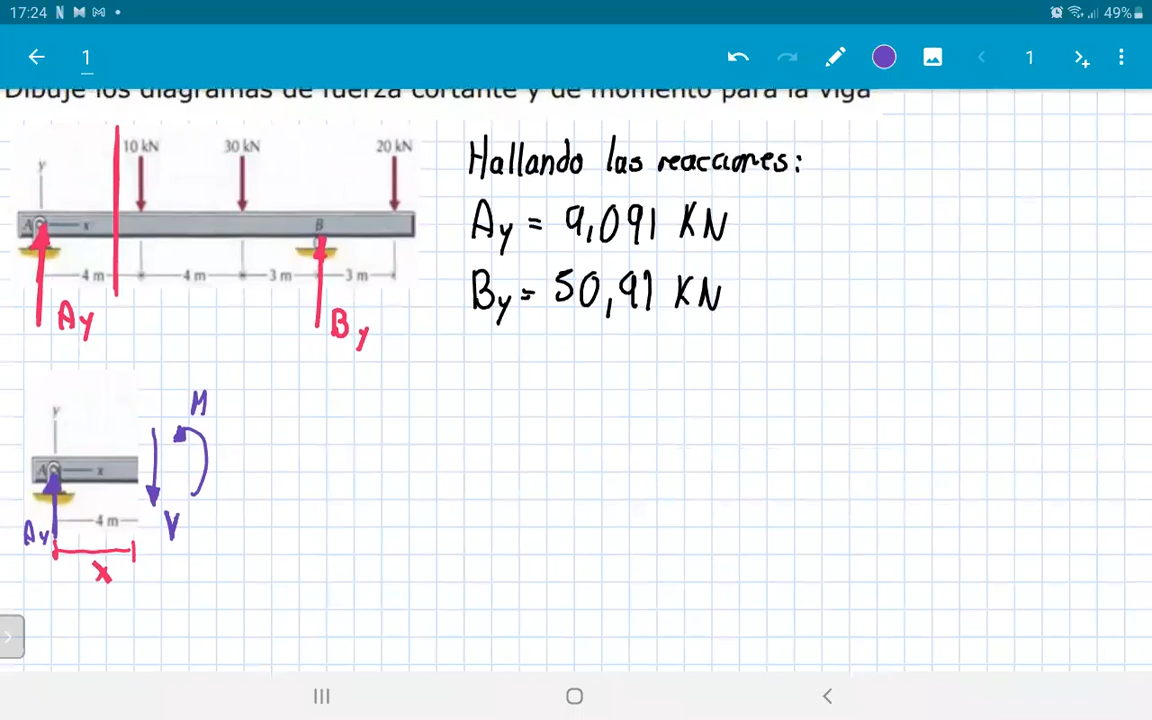 17:24 N
49%
1
1
Dibuje los diagramas de fuerza cortante y de momento para la viga
10 kN 30 kN 20 kN
y
A x B
4 m 4 m 3 m 3 m
Ay By
Hallando las reacciones:
Ay = 9,091 KN
By = 50,91 KN
M
y
A x
4 m
Ay V
x